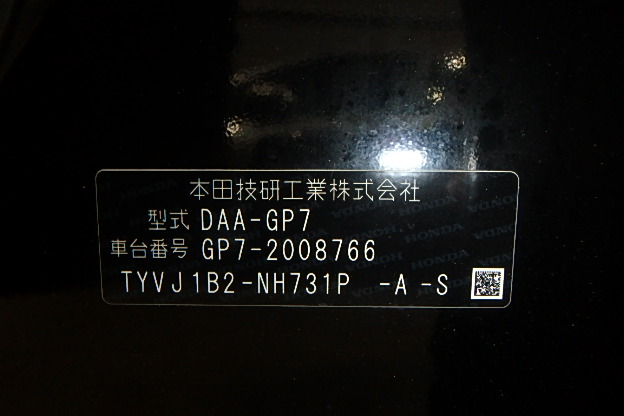 本田技研工業株式会社
型式 DAA-GP7
車台番号 GP7-2008766
TYVJ1B2-NH731P -A -S